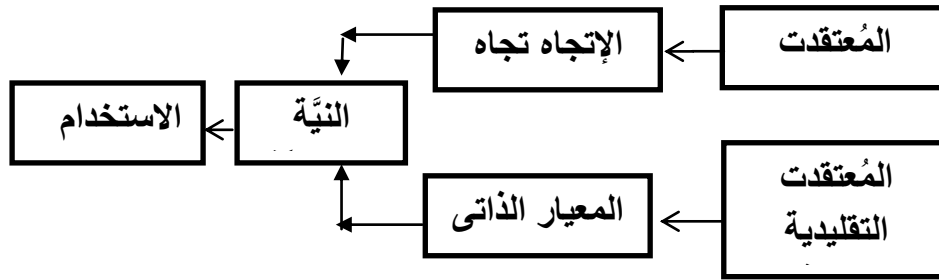 المُعتقدت
الإتجاه تجاه
النيَّة
الاستخدام
المُعتقدت
التقليدية
المعيار الذاتى